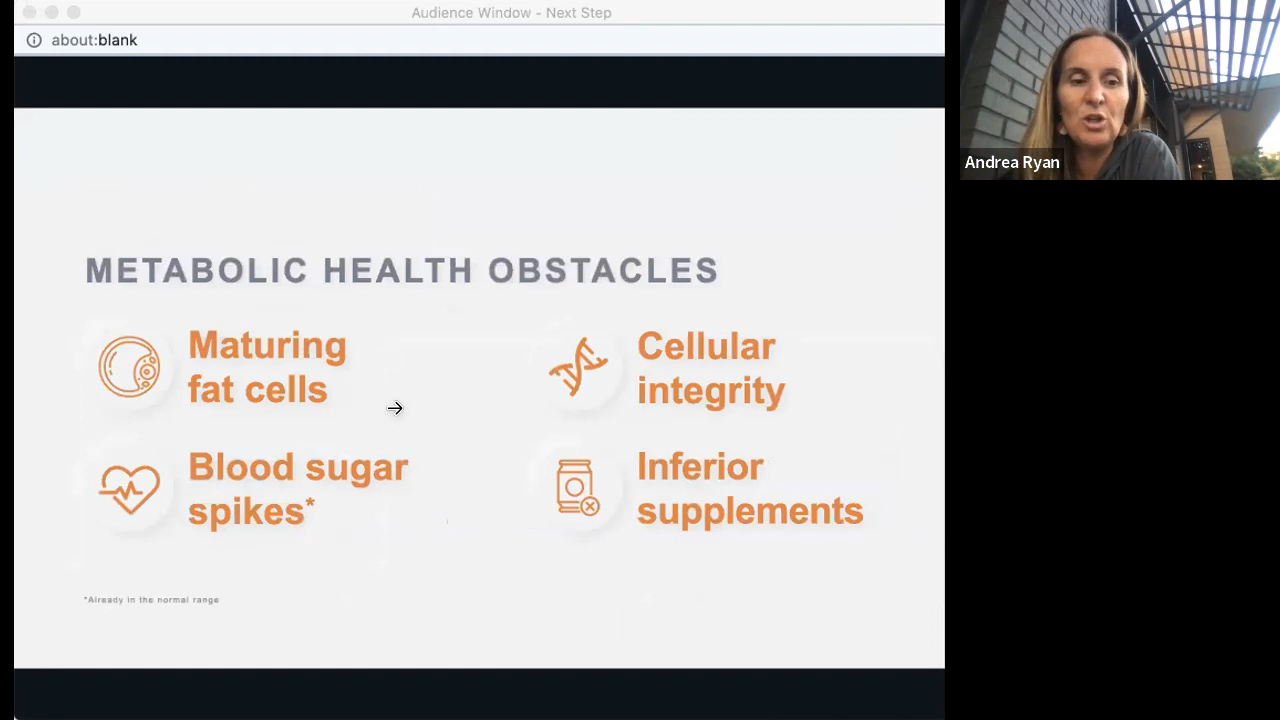 Audience Window - Next Step
about:blank
Andrea Ryan
METABOLIC HEALTH OBSTACLES
Maturing
fat cells
Cellular
integrity
Blood sugar
spikes*
Inferior
supplements
*Already in the normal range